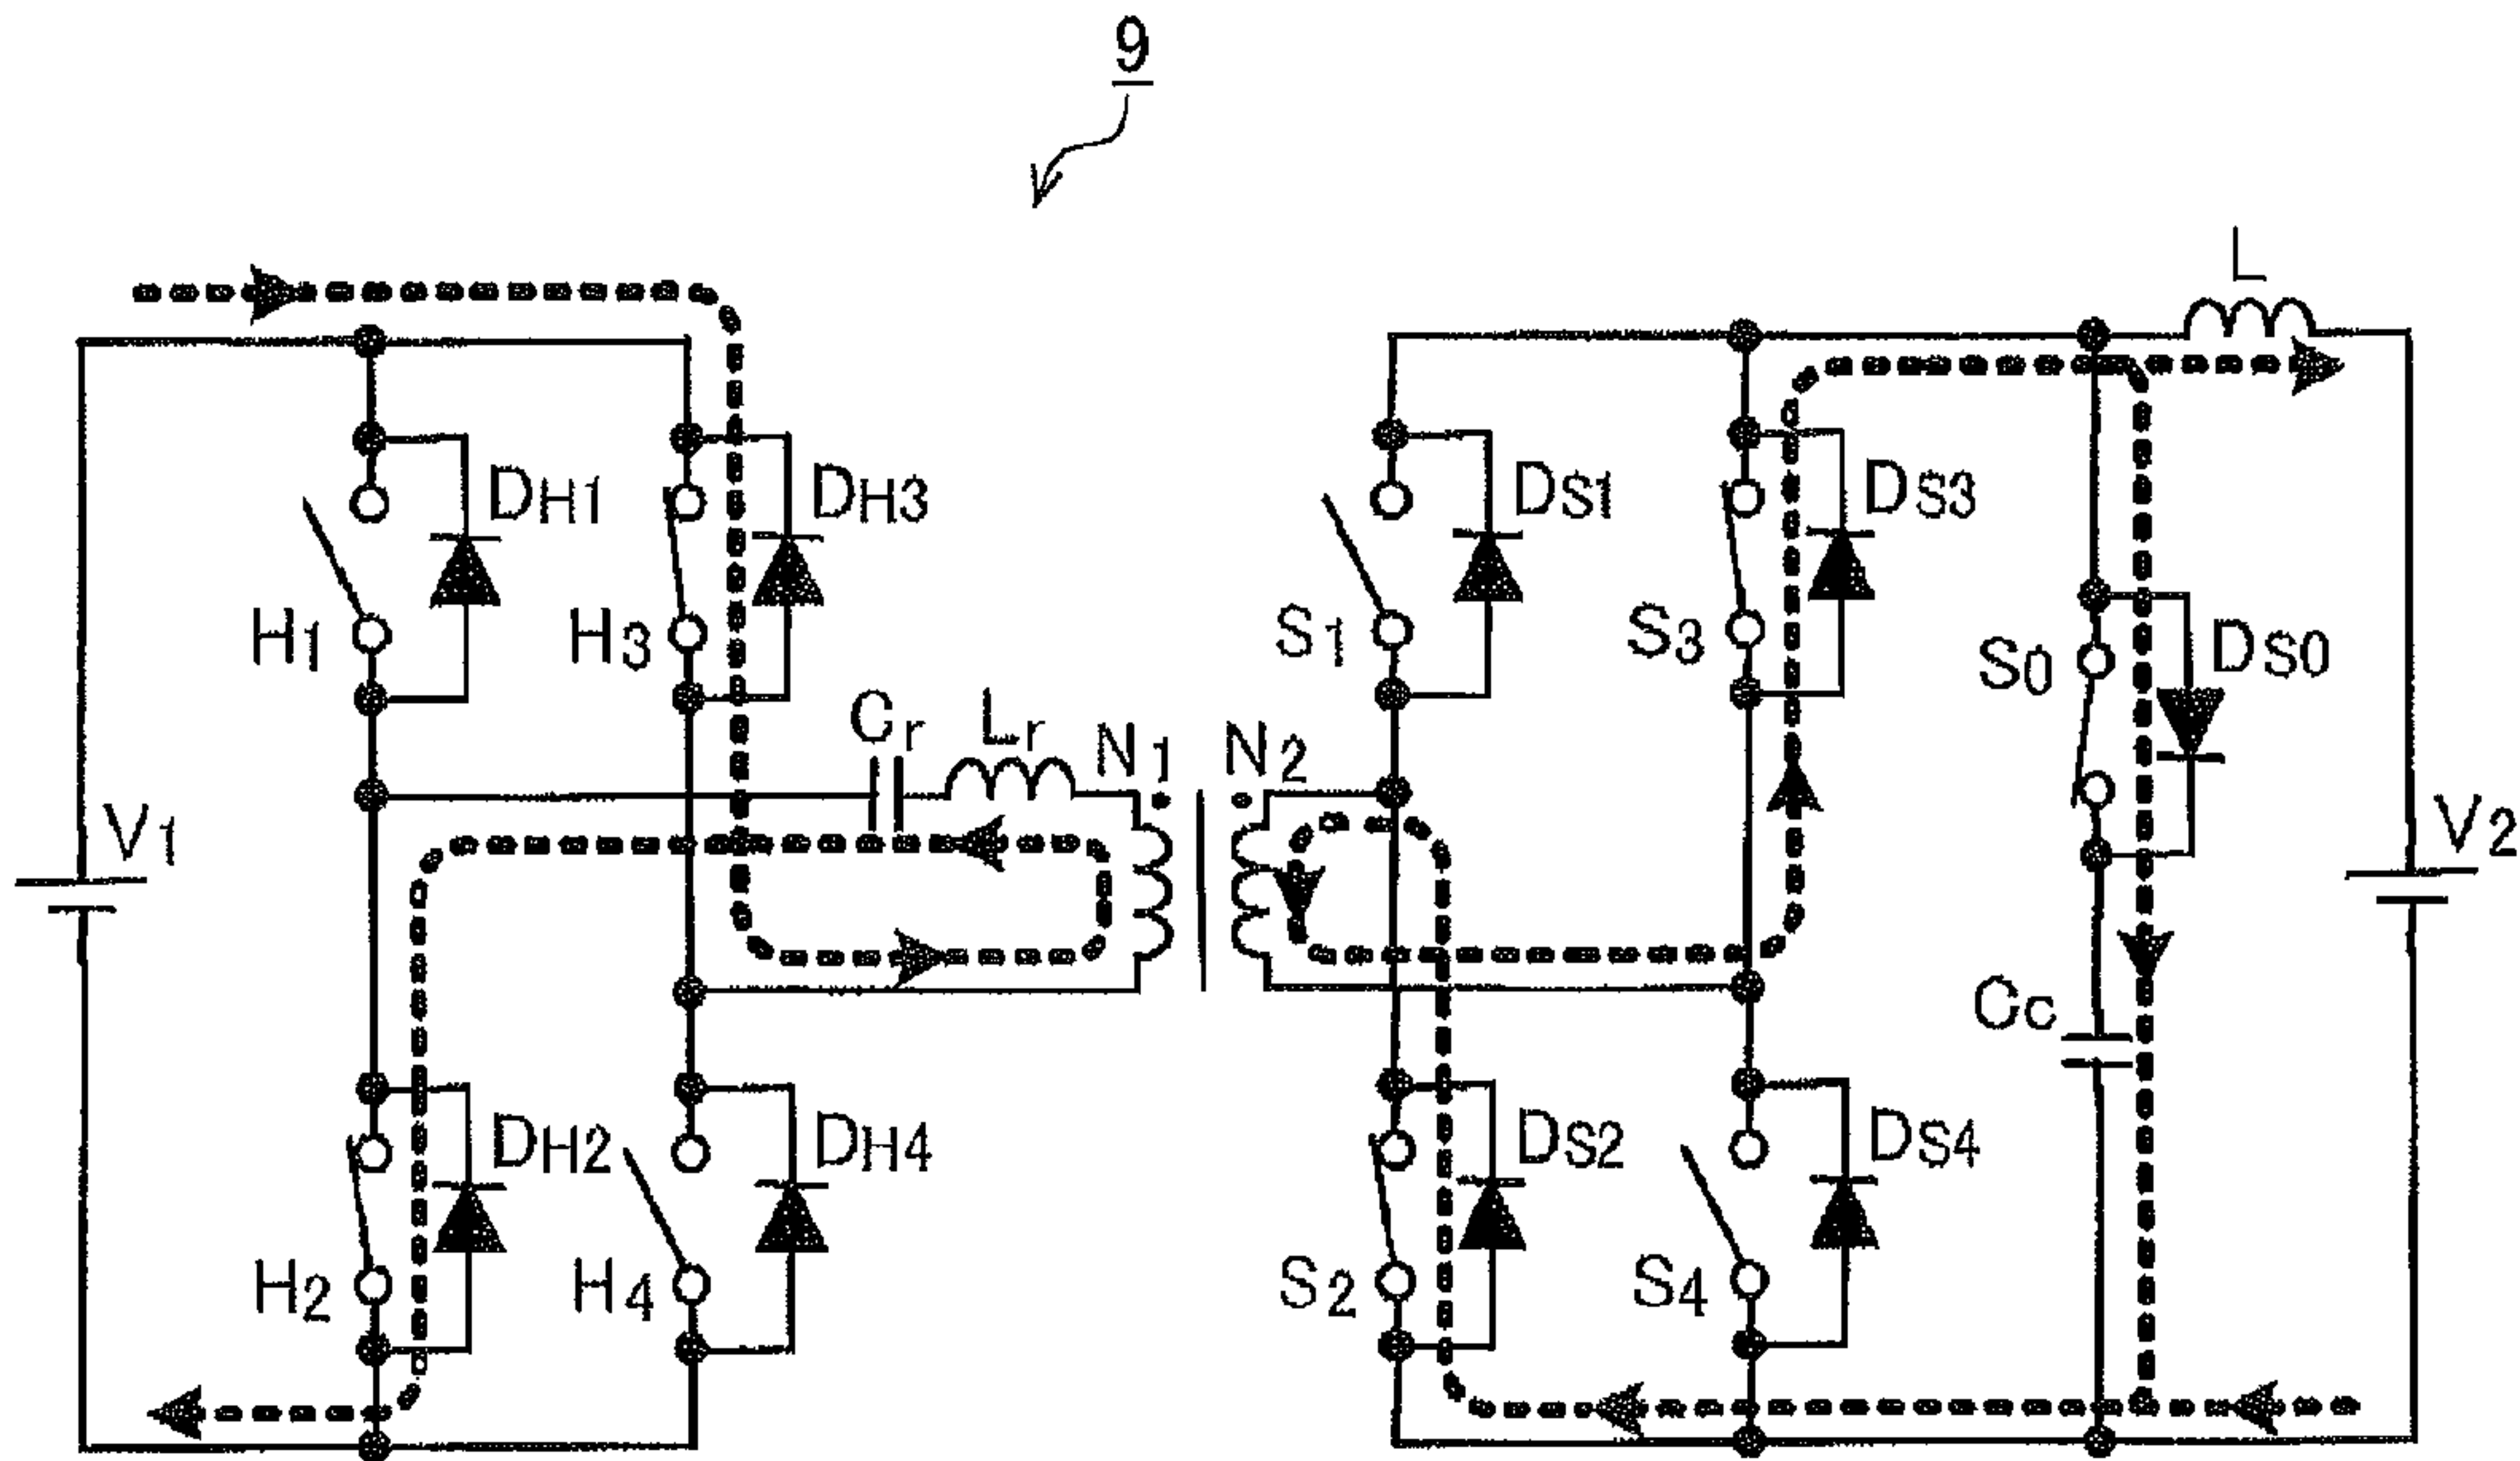 9
L
DH1
DH3
DS1
DS3
H1
H3
S1
S3
S0
DS0
Cr
Lr
N1
N2
V1
V2
Cc
DH2
DH4
DS2
DS4
H2
H4
S2
S4